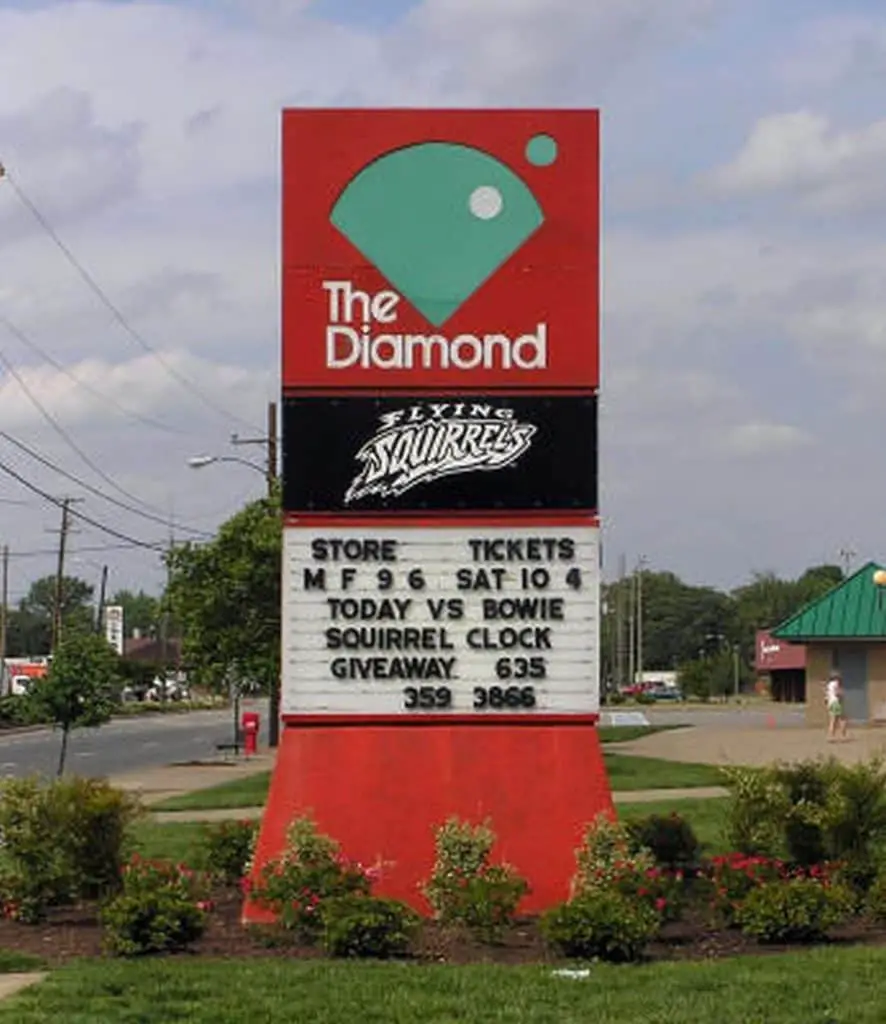 The
Diamond
FLYING
SQUIRRELS
STORE TICKETS
M F 9 6 SAT 10 4
TODAY VS BOWIE
SQUIRREL CLOCK
GIVEAWAY 635
359 3866